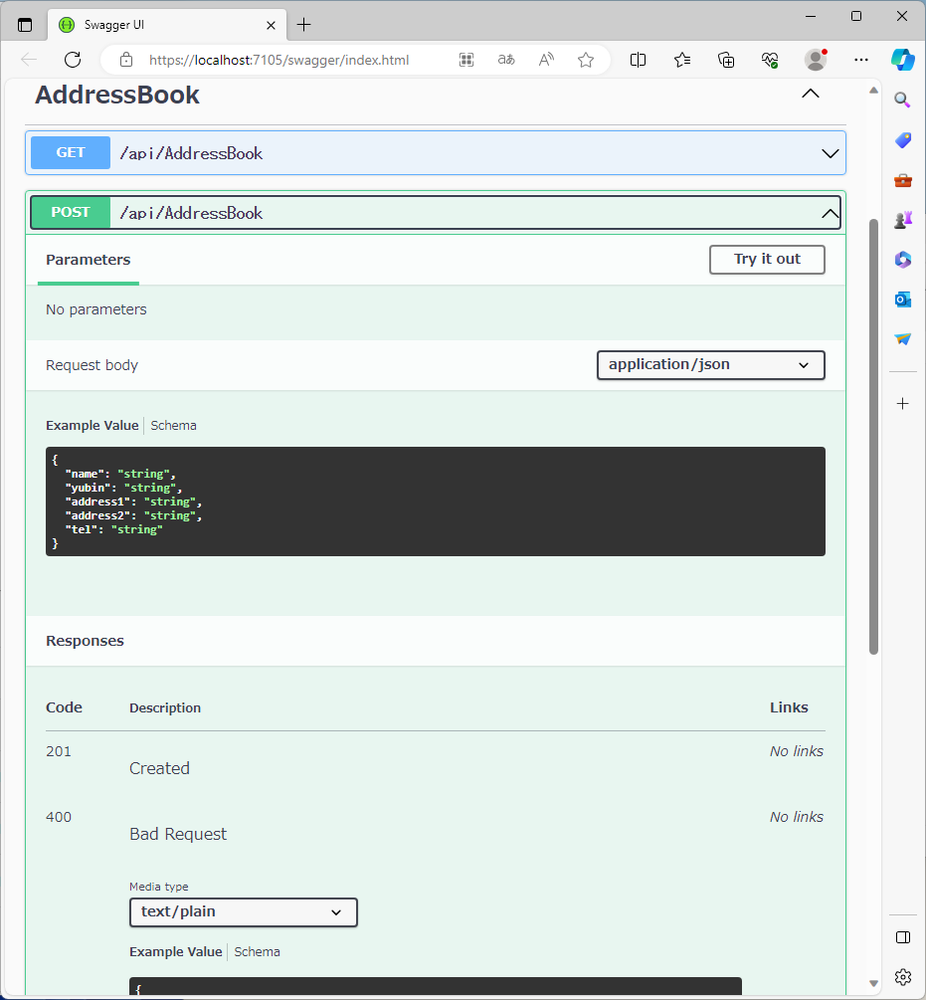 Swagger UI
https://localhost:7105/swagger/index.html
AddressBook
GET /api/AddressBook
POST /api/AddressBook
Parameters
Try it out
No parameters
Request body
application/json
Example Value Schema
{
"name": "string",
"yubin": "string",
"address1": "string",
"address2": "string",
"tel": "string"
}
Responses
Code Description Links
201 No links
Created
400 No links
Bad Request
Media type
text/plain
Example Value Schema
{